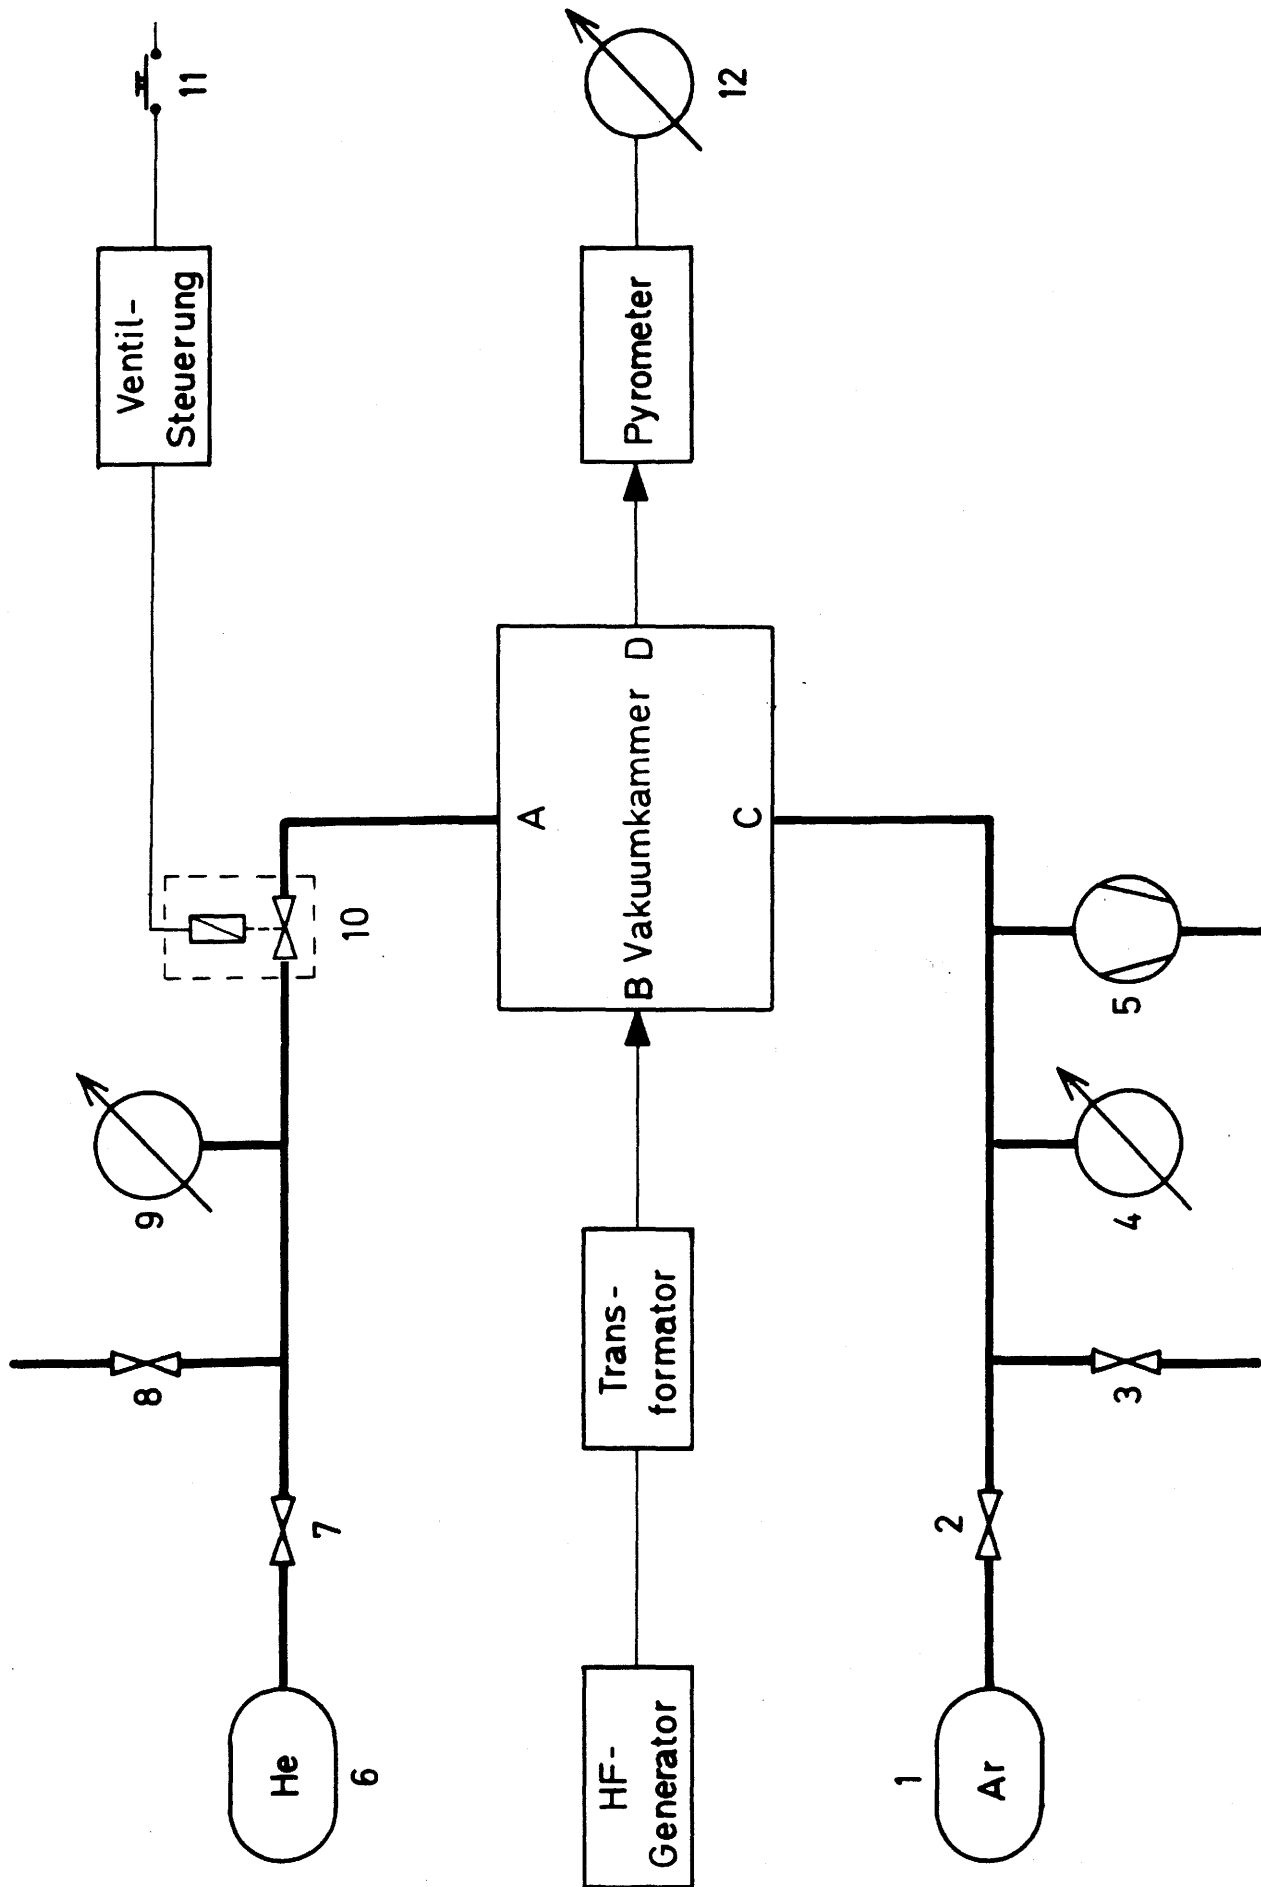 He
6
7
8
9
10
Ventil-
Steuerung
11
HF-
Generator
Trans-
formator
A
B Vakuumkammer D
C
Pyrometer
12
1
Ar
2
3
4
5